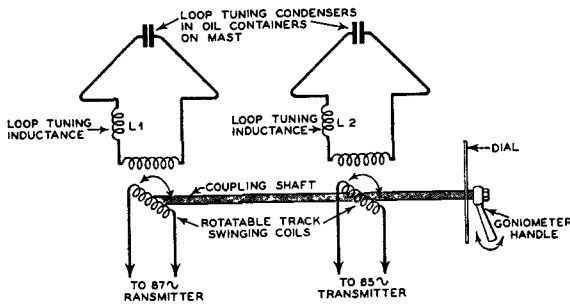 LOOP TUNING CONDENSERS
IN OIL CONTAINERS
ON MAST
LOOP TUNING
INDUCTANCE
L1
LOOP TUNING
INDUCTANCE
L2
DIAL
COUPLING SHAFT
ROTATABLE TRACK
SWINGING COILS
GONIOMETER
HANDLE
TO 87~
RANSMITTER
TO 65~
TRANSMITTER